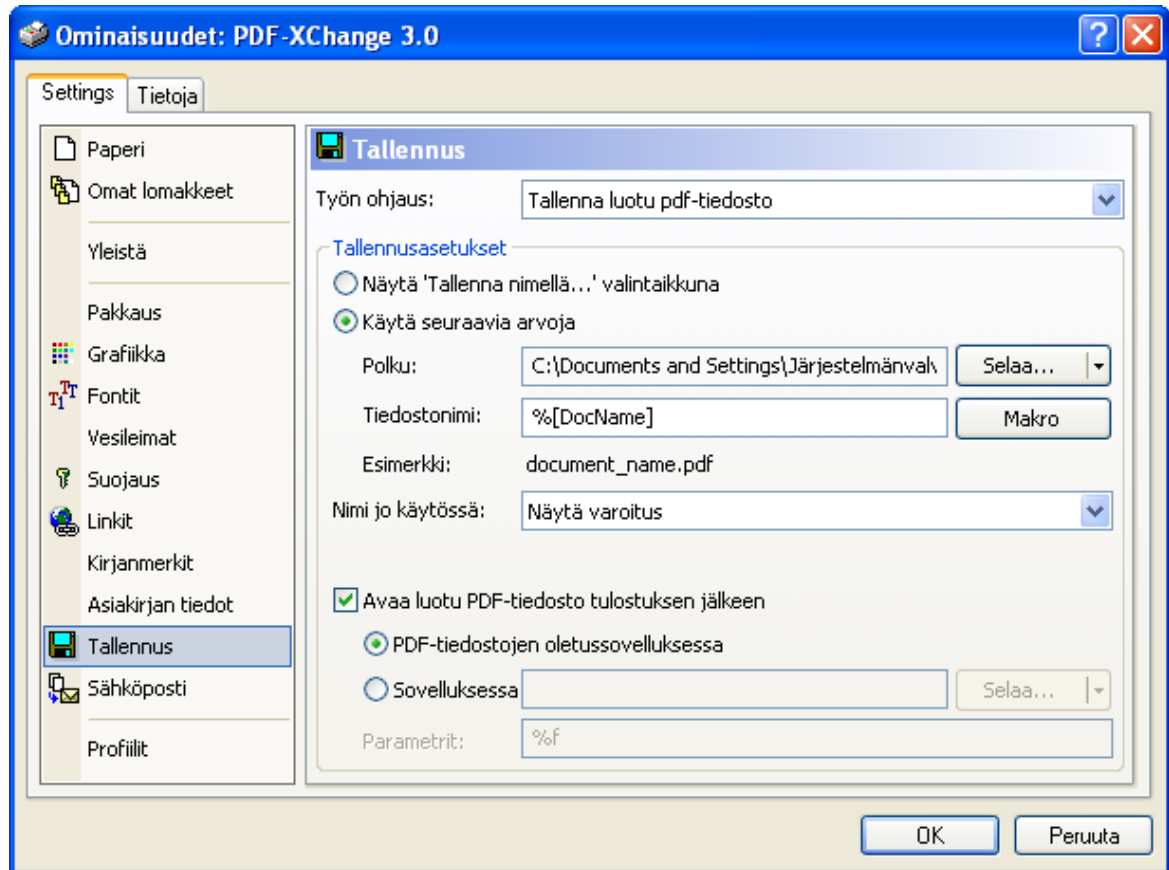 Ominaisuudet: PDF-XChange 3.0
Settings
Tietoja
Paperi
Omat lomakkeet
Yleistä
Pakkaus
Grafiikka
Fontit
Vesileimat
Suojaus
Linkit
Kirjanmerkit
Asiakirjan tiedot
Tallennus
Sähköposti
Profiilit
Tallennus
Työn ohjaus: Tallenna luotu pdf-tiedosto
Tallennusasetukset
Näytä 'Tallenna nimellä...' valintaikkuna
Käytä seuraavia arvoja
Polku: C:\Documents and Settings\Järjestelmänval\ Selaa...
Tiedostonimi: %[DocName] Makro
Esimerkki: document_name.pdf
Nimi jo käytössä: Näytä varoitus
Avaa luotu PDF-tiedosto tulostuksen jälkeen
PDF-tiedostojen oletussovelluksessa
Sovelluksessa Selaa...
Parametrit: %f
OK Peruuta